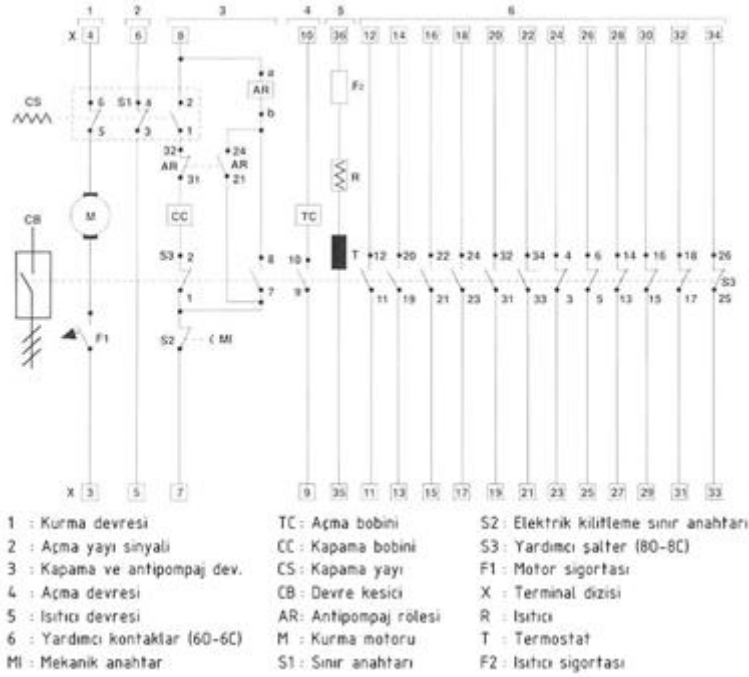 1 2 3 4 5 6
X 4 6 8 10 36 12 14 16 18 20 22 24 26 28 30 32 34
a
AR
F2
b
CS
6 S1 4 2
5 3 1
32 24
AR AR
31 21
R
CB
M CC TC
S3 2 8 10 T 12 20 22 24 32 34 4 6 14 16 18 26
S3
1 7 9 11 19 21 23 31 33 3 5 13 15 17 25
F1 S2 MI
X 3 5 7 9 35 11 13 15 17 19 21 23 25 27 29 31 33
1 : Kurma devresi
2 : Açma yayı sinyali
3 : Kapama ve antipompaj dev.
4 : Açma devresi
5 : Isıtıcı devresi
6 : Yardımcı kontaklar (6O-6C)
MI : Mekanik anahtar
TC : Açma bobini
CC : Kapama bobini
CS : Kapama yayı
CB : Devre kesici
AR : Antipompaj rölesi
M : Kurma motoru
S1 : Sınır anahtarı
S2 : Elektrik kilitleme sınır anahtarı
S3 : Yardımcı şalter (8O-8C)
F1 : Motor sigortası
X : Terminal dizisi
R : Isıtıcı
T : Termostat
F2 : Isıtıcı sigortası